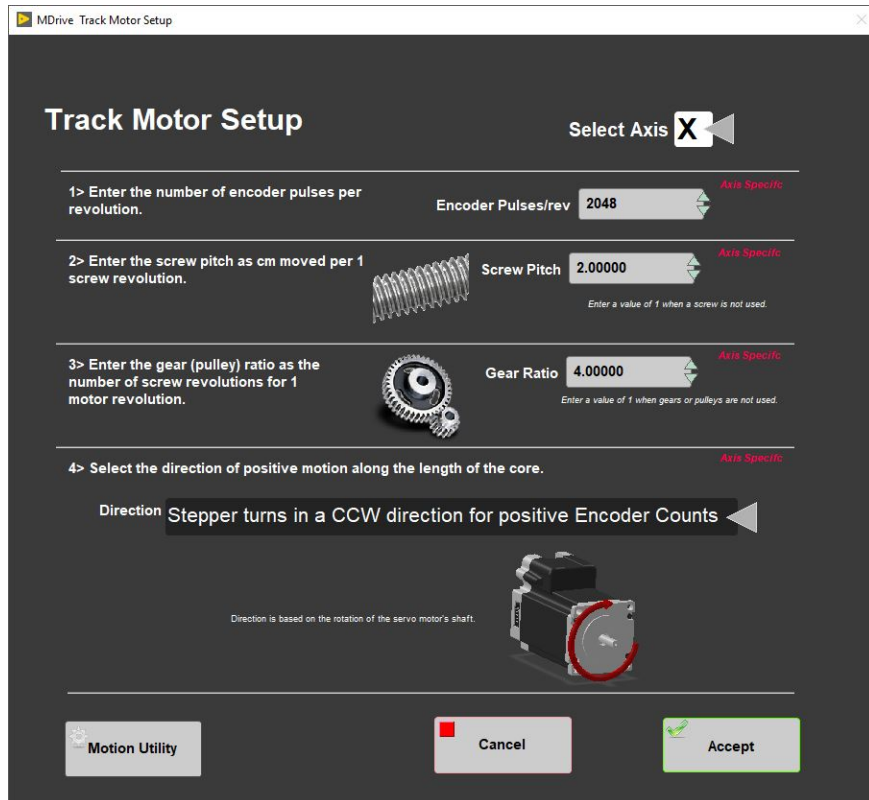 MDrive Track Motor Setup
Track Motor Setup
Select Axis X
Axis Specifc
1> Enter the number of encoder pulses per
revolution.
Encoder Pulses/rev 2048
Axis Specifc
2> Enter the screw pitch as cm moved per 1
screw revolution.
Screw Pitch 2.00000
Enter a value of 1 when a screw is not used.
Axis Specifc
3> Enter the gear (pulley) ratio as the
number of screw revolutions for 1
motor revolution.
Gear Ratio 4.00000
Enter a value of 1 when gears or pulleys are not used.
Axis Specifc
4> Select the direction of positive motion along the length of the core.
Direction Stepper turns in a CCW direction for positive Encoder Counts
Direction is based on the rotation of the servo motor's shaft.
Motion Utility
Cancel
Accept